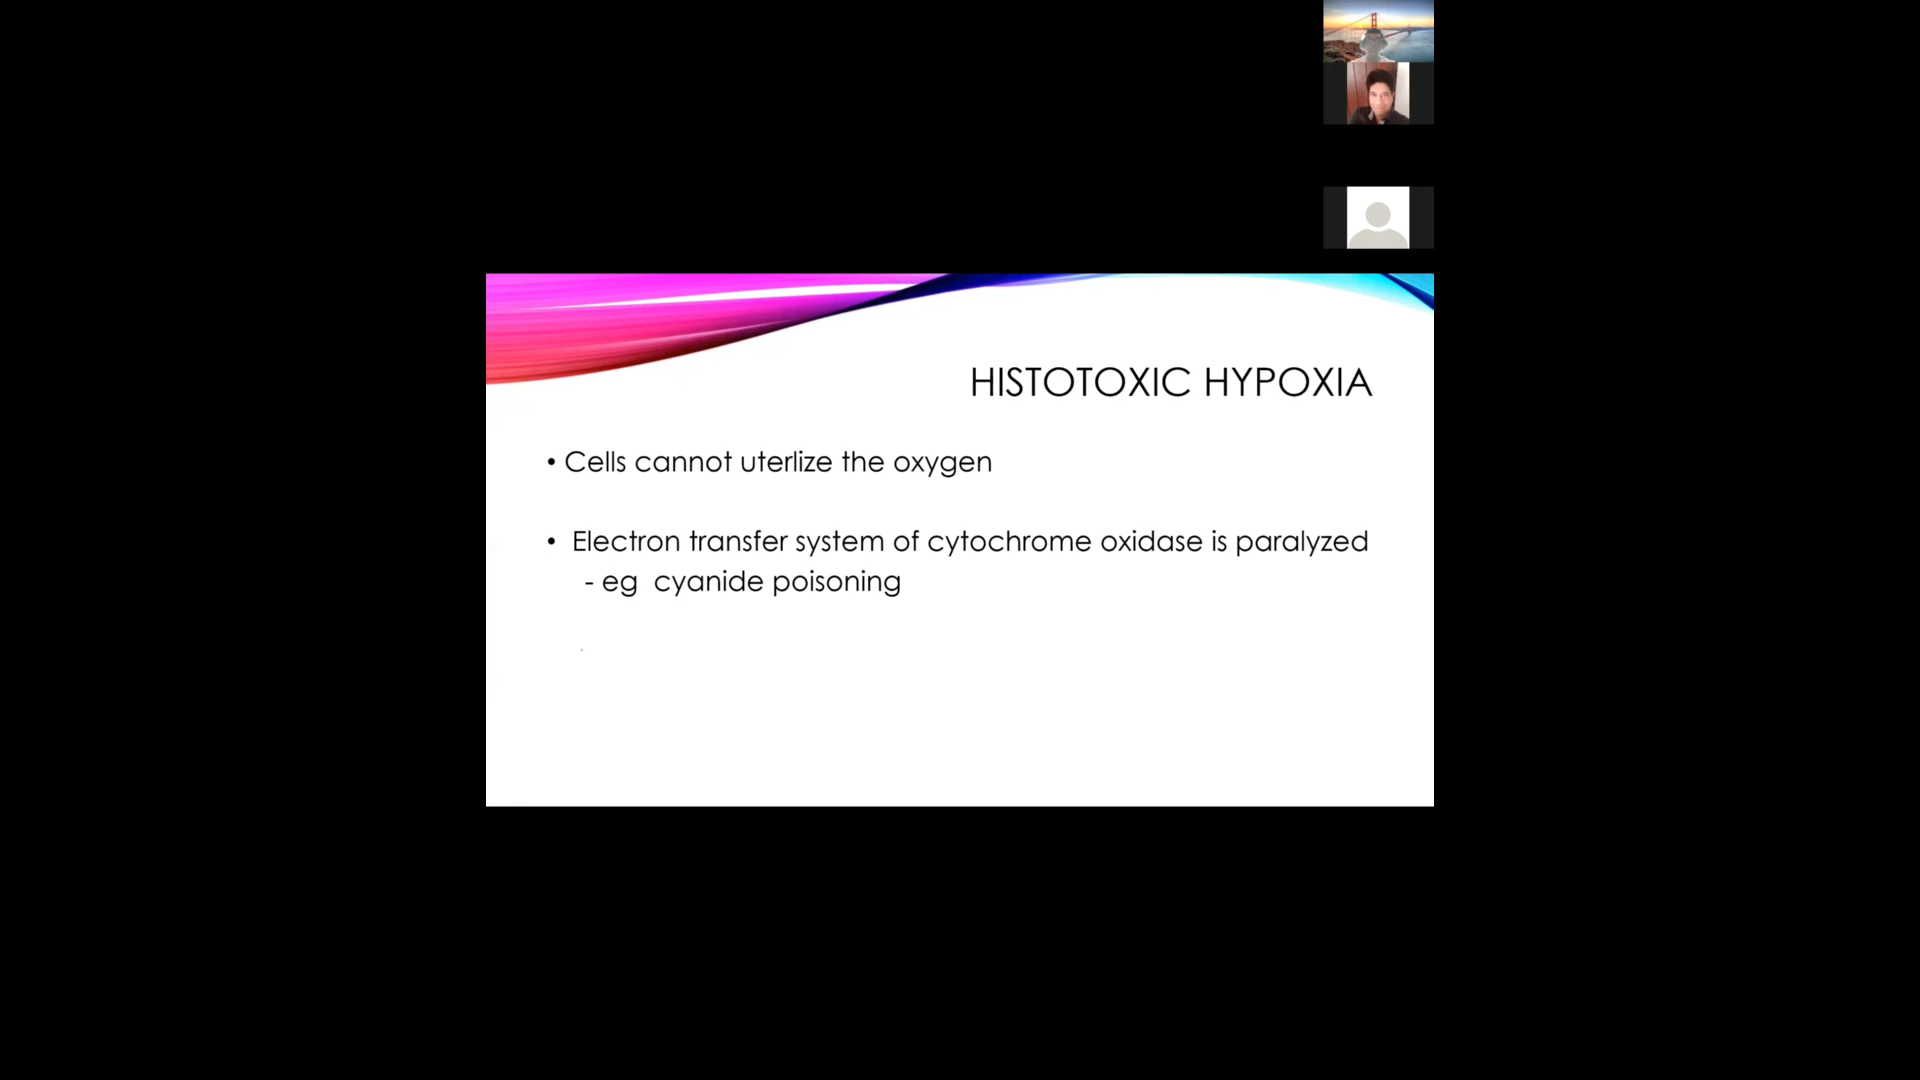 HISTOTOXIC HYPOXIA
• Cells cannot uterlize the oxygen
• Electron transfer system of cytochrome oxidase is paralyzed
- eg cyanide poisoning